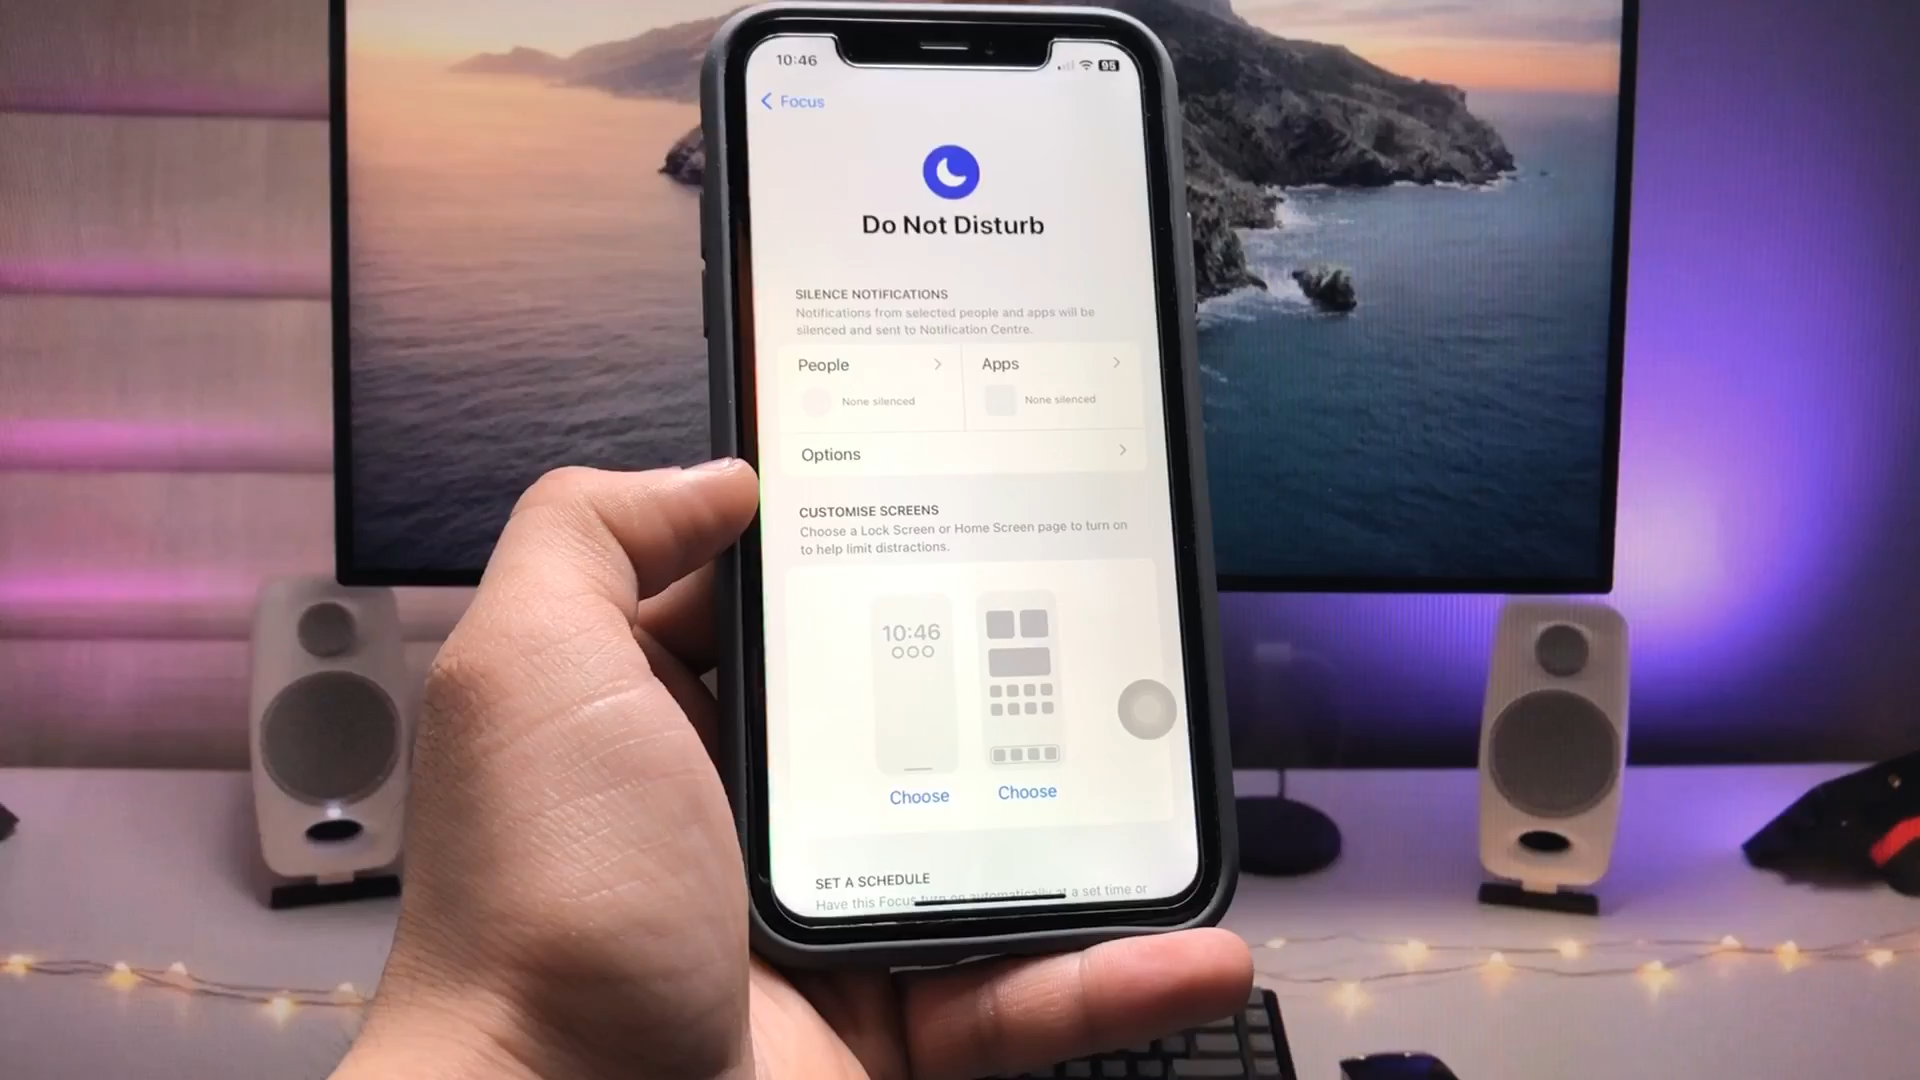 10:46
95
Focus
Do Not Disturb
SILENCE NOTIFICATIONS
Notifications from selected people and apps will be
silenced and sent to Notification Centre.
People
Apps
None silenced
None silenced
Options
CUSTOMISE SCREENS
Choose a Lock Screen or Home Screen page to turn on
to help limit distractions.
10:46
Choose
Choose
SET A SCHEDULE
Have this Focus turn on automatically at a set time or